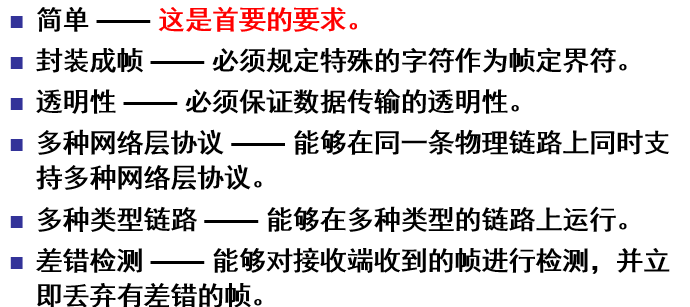 简单 —— 这是首要的要求。
封装成帧 —— 必须规定特殊的字符作为帧定界符。
透明性 —— 必须保证数据传输的透明性。
多种网络层协议 —— 能够在同一条物理链路上同时支
持多种网络层协议。
多种类型链路 —— 能够在多种类型的链路上运行。
差错检测 —— 能够对接收端收到的帧进行检测，并立
即丢弃有差错的帧。